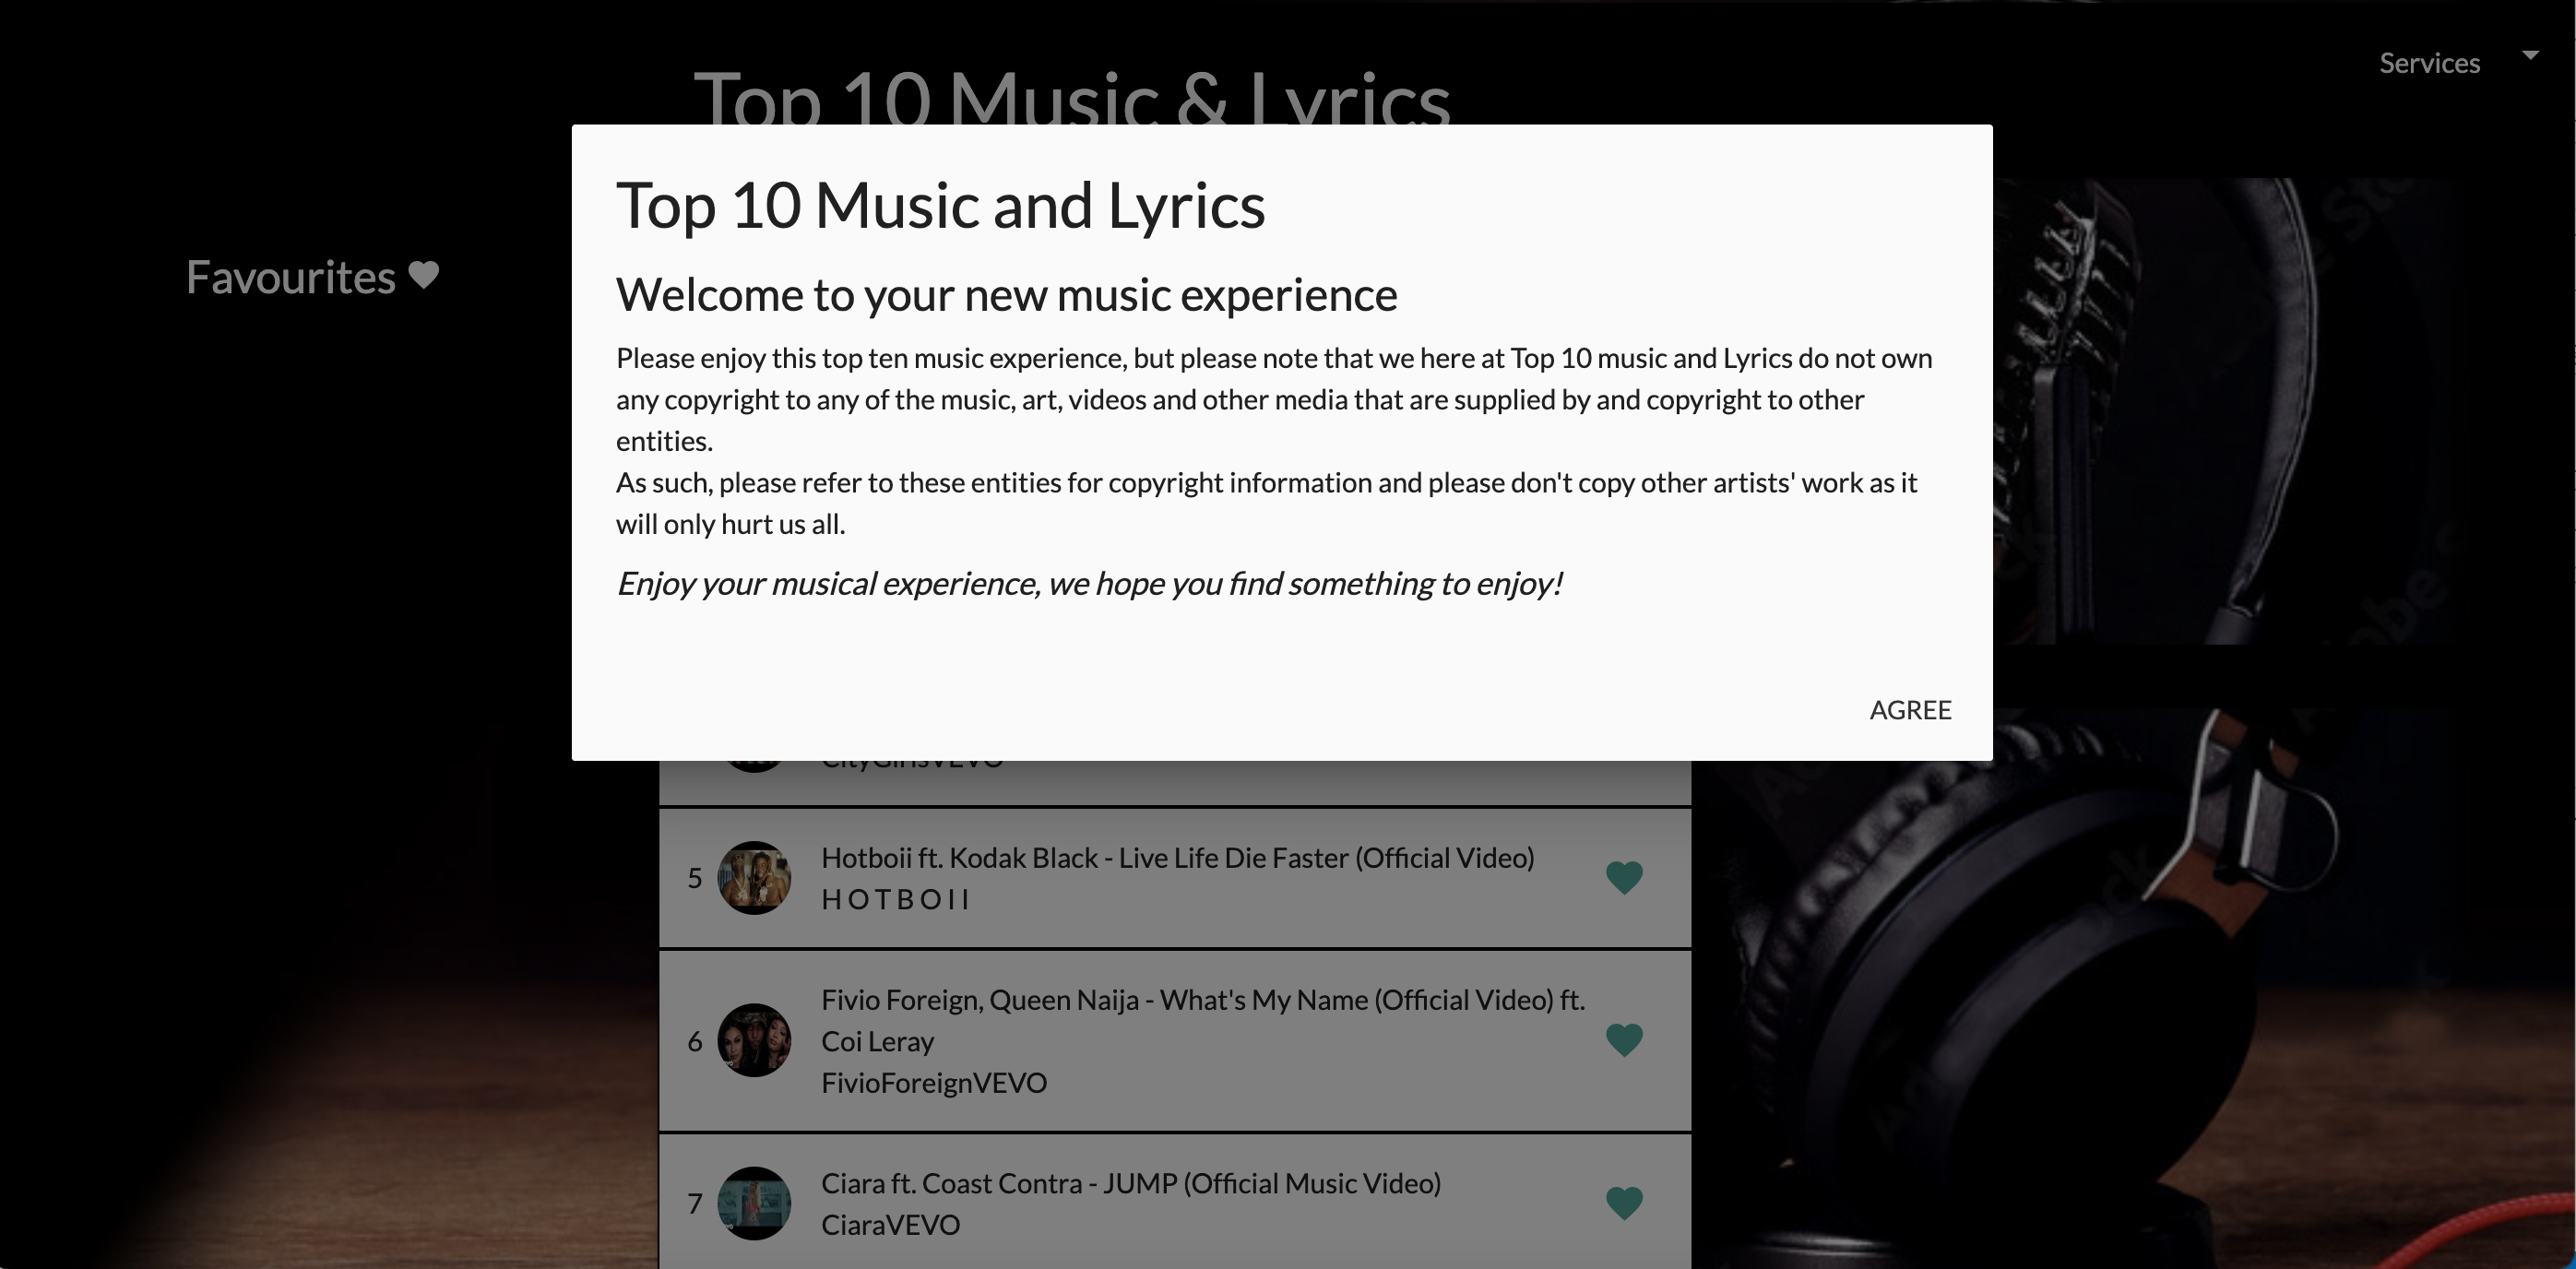 Services
Top 10 Music & Lyrics
Favourites
Top 10 Music and Lyrics
Welcome to your new music experience
Please enjoy this top ten music experience, but please note that we here at Top 10 music and Lyrics do not own
any copyright to any of the music, art, videos and other media that are supplied by and copyright to other
entities.
As such, please refer to these entities for copyright information and please don't copy other artists' work as it
will only hurt us all.
Enjoy your musical experience, we hope you find something to enjoy!
AGREE
CityGirlsVEVO
5
Hotboii ft. Kodak Black - Live Life Die Faster (Official Video)
H O T B O I I
6
Fivio Foreign, Queen Naija - What's My Name (Official Video) ft.
Coi Leray
FivioForeignVEVO
7
Ciara ft. Coast Contra - JUMP (Official Music Video)
CiaraVEVO